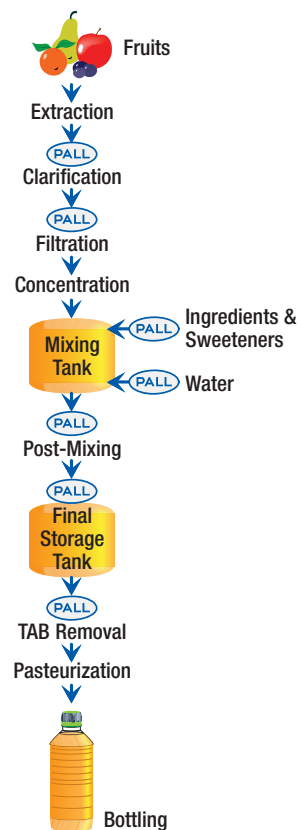 Fruits
Extraction
PALL
Clarification
PALL
Filtration
Concentration
PALL
Ingredients &
Sweeteners
Mixing
Tank
PALL
Water
PALL
Post-Mixing
PALL
Final
Storage
Tank
PALL
TAB Removal
Pasteurization
Bottling